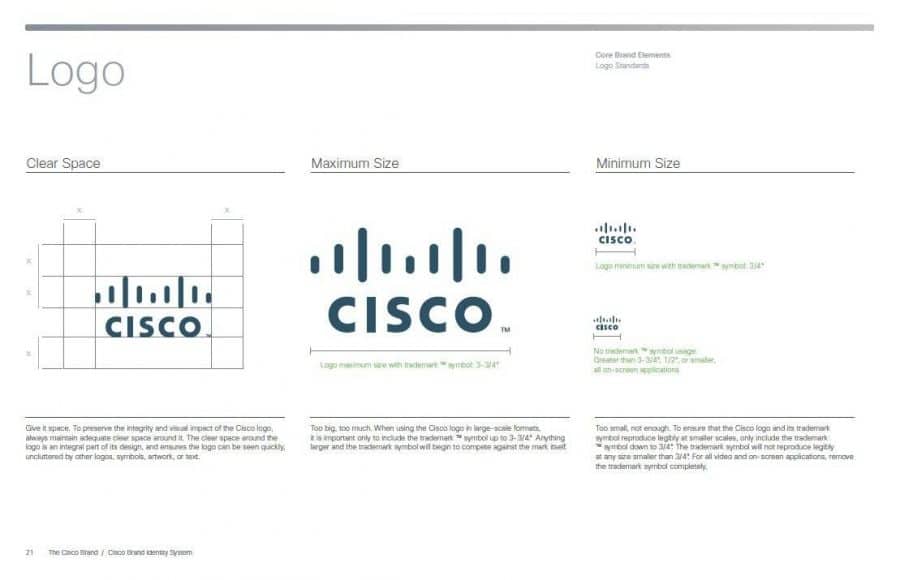 Logo
Core Brand Elements
Logo Standards
Clear Space
Maximum Size
Minimum Size
x
x
x
x
x
CISCO
CISCO
TM
Logo maximum size with trademark ™ symbol: 3-3/4"
CISCO
Logo minimum size with trademark ™ symbol: 3/4"
CISCO
No trademark ™ symbol usage:
Greater than 3-3/4", 1/2", or smaller,
all on-screen applications
Give it space. To preserve the integrity and visual impact of the Cisco logo,
always maintain adequate clear space around it. The clear space around the
logo is an integral part of its design, and ensures the logo can be seen quickly,
uncluttered by other logos, symbols, artwork, or text.
Too big, too much. When using the Cisco logo in large-scale formats,
it is important only to include the trademark ™ symbol up to 3-3/4". Anything
larger and the trademark symbol will begin to compete against the mark itself
Too small, not enough. To ensure that the Cisco logo and its trademark
symbol reproduce legibly at smaller scales, only include the trademark
™ symbol down to 3/4". The trademark symbol will not reproduce legibly
at any size smaller than 3/4". For all video and on-screen applications, remove
the trademark symbol completely.
21 The Cisco Brand / Cisco Brand Identity System